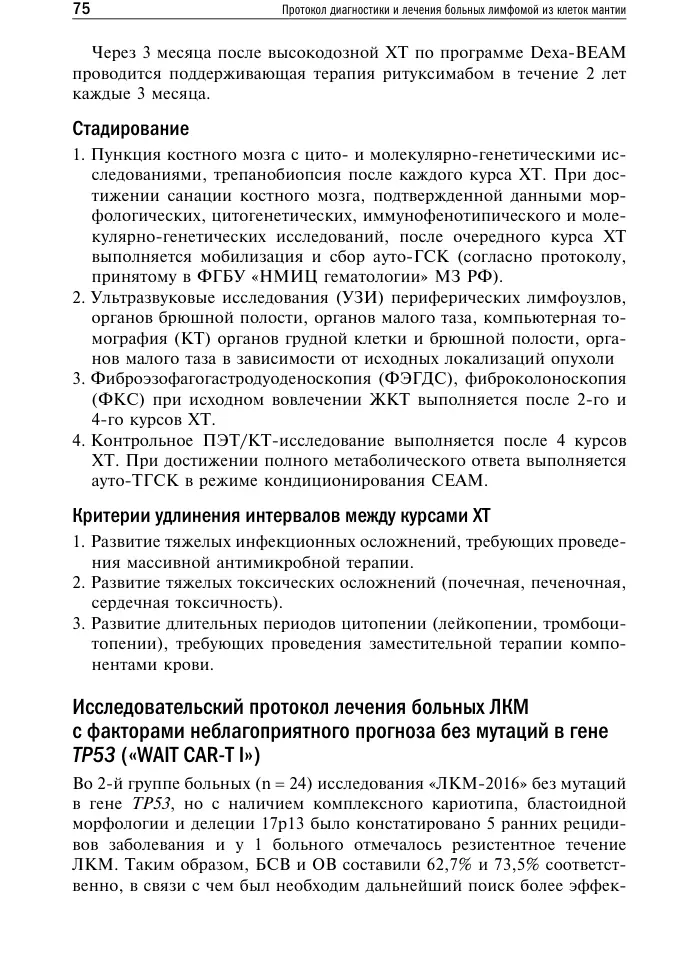 75
Протокол диагностики и лечения больных лимфомой из клеток мантии
Через 3 месяца после высокодозной ХТ по программе Dexa-BEAM
проводится поддерживающая терапия ритуксимабом в течение 2 лет
каждые 3 месяца.
Стадирование
1. Пункция костного мозга с цито- и молекулярно-генетическими ис-
следованиями, трепанобиопсия после каждого курса ХТ. При дос-
тижении санации костного мозга, подтвержденной данными мор-
фологических, цитогенетических, иммунофенотипического и моле-
кулярно-генетических исследований, после очередного курса ХТ
выполняется мобилизация и сбор ауто-ГСК (согласно протоколу,
принятому в ФГБУ «НМИЦ гематологии» МЗ РФ).
2. Ультразвуковые исследования (УЗИ) периферических лимфоузлов,
органов брюшной полости, органов малого таза, компьютерная то-
мография (КТ) органов грудной клетки и брюшной полости, орга-
нов малого таза в зависимости от исходных локализаций опухоли
3. Фиброэзофагогастродуоденоскопия (ФЭГДС), фиброколоноскопия
(ФКС) при исходном вовлечении ЖКТ выполняется после 2-го и
4-го курсов ХТ.
4. Контрольное ПЭТ/КТ-исследование выполняется после 4 курсов
ХТ. При достижении полного метаболического ответа выполняется
ауто-ТГСК в режиме кондиционирования CEAM.
Критерии удлинения интервалов между курсами ХТ
1. Развитие тяжелых инфекционных осложнений, требующих проведе-
ния массивной антимикробной терапии.
2. Развитие тяжелых токсических осложнений (почечная, печеночная,
сердечная токсичность).
3. Развитие длительных периодов цитопении (лейкопении, тромбоци-
топении), требующих проведения заместительной терапии компо-
нентами крови.
Исследовательский протокол лечения больных ЛКМ
с факторами неблагоприятного прогноза без мутаций в гене
TP53 («WAIT CAR-T I»)
Во 2-й группе больных (n = 24) исследования «ЛКМ-2016» без мутаций
в гене TP53, но с наличием комплексного кариотипа, бластоидной
морфологии и делеции 17p13 было констатировано 5 ранних рециди-
вов заболевания и у 1 больного отмечалось резистентное течение
ЛКМ. Таким образом, БСВ и ОВ составили 62,7% и 73,5% соответст-
венно, в связи с чем был необходим дальнейший поиск более эффек-